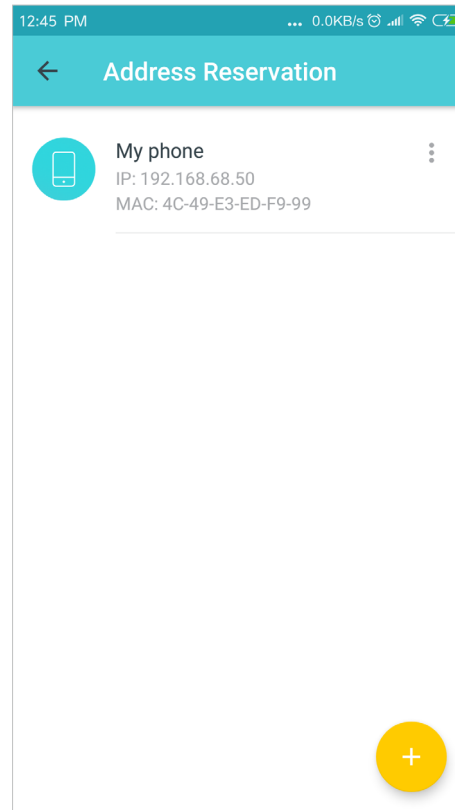 12:45 PM ... 0.0KB/s
Address Reservation
My phone
IP: 192.168.68.50
MAC: 4C-49-E3-ED-F9-99